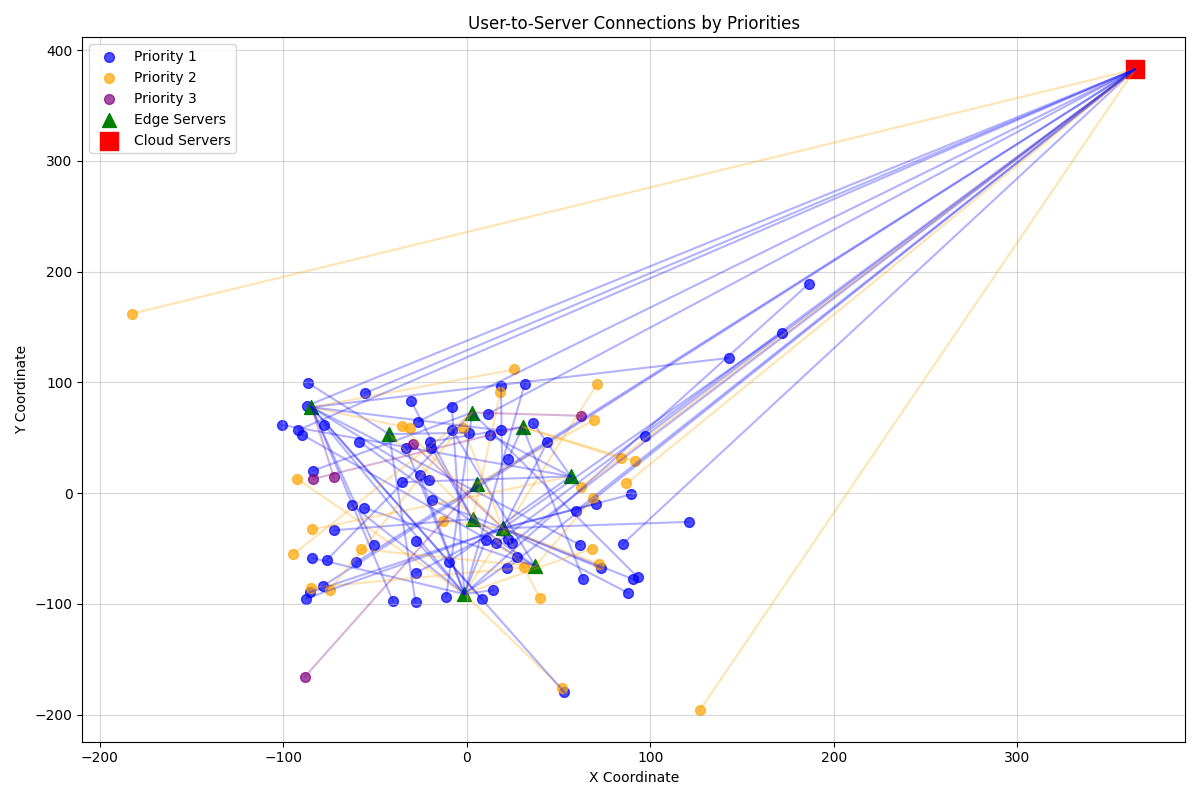 User-to-Server Connections by Priorities
Priority 1
Priority 2
Priority 3
Edge Servers
Cloud Servers
Y Coordinate
400
300
200
100
0
−100
−200
−200
−100
0
100
200
300
X Coordinate